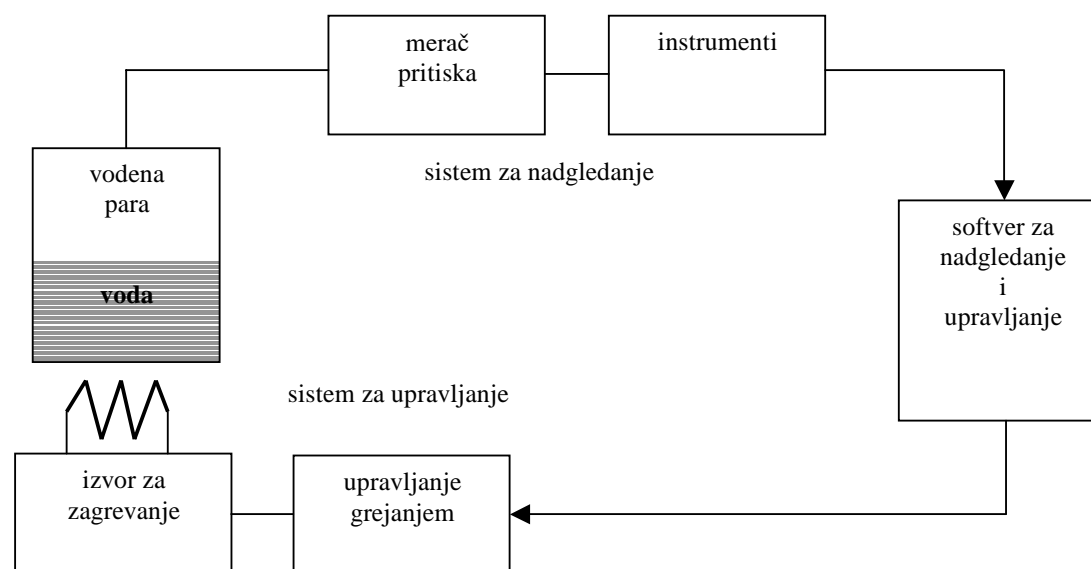 merač
pritiska
instrumenti
vodena
para
sistem za nadgledanje
softver za
nadgledanje
i
upravljanje
voda
sistem za upravljanje
izvor za
zagrevanje
upravljanje
grejanjem